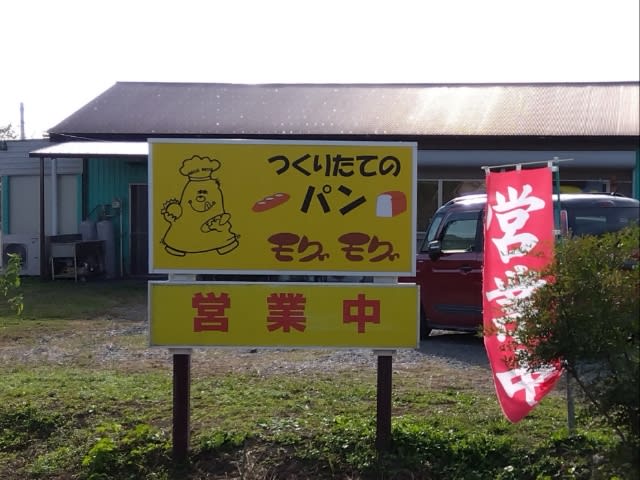 つくりたての
パン
モグ モグ
営業中
営業中